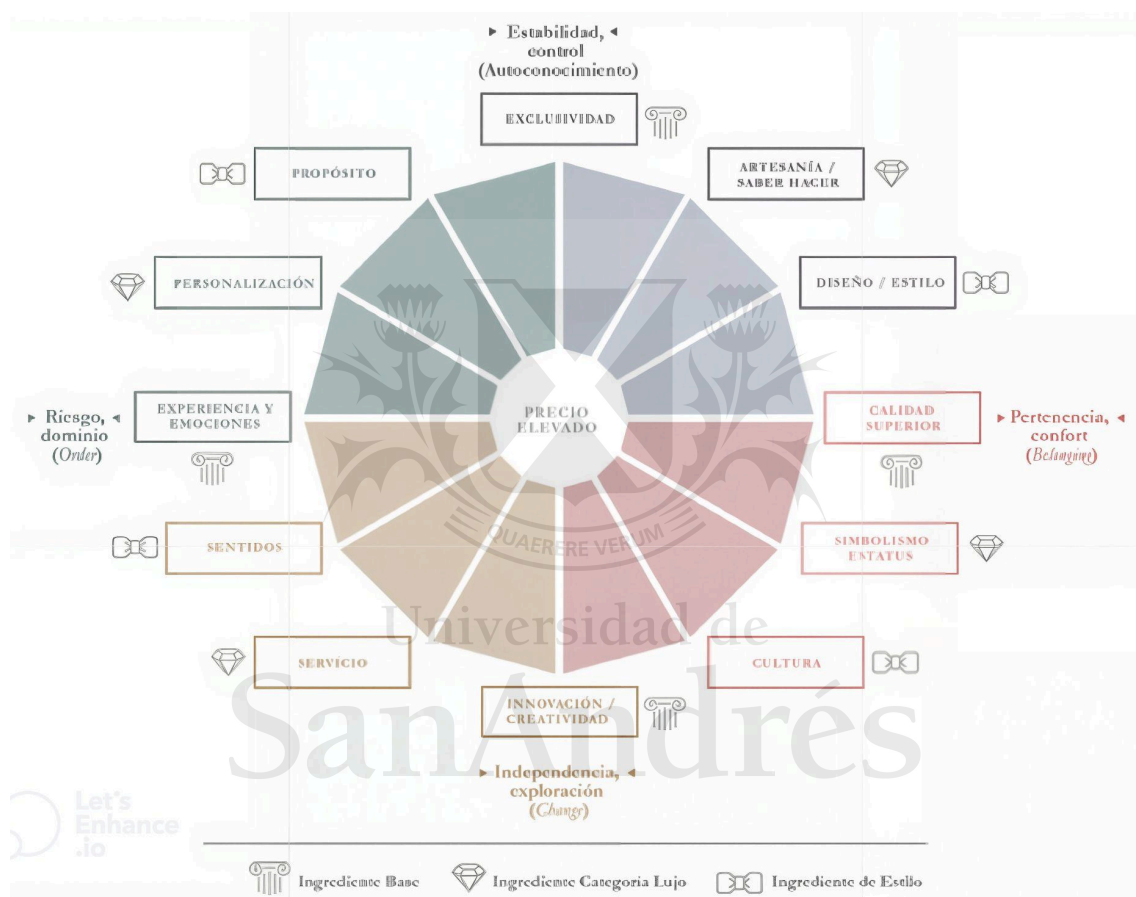 Estabilidad,
control
(Autoconocimiento)
EXCLUSIVIDAD
PROPÓSITO
ARTESANÍA /
SABER HACER
PERSONALIZACIÓN
DISEÑO / ESTILO
Riesgo,
dominio
(Order)
EXPERIENCIA Y
EMOCIONES
PRECIO
ELEVADO
CALIDAD
SUPERIOR
Pertenencia,
confort
(Belanging)
SENTIDOS
QUAERERE VERUM
SIMBOLISMO
ESTATUS
Universidad de
SanAndrés
SERVICIO
CULTURA
INNOVACIÓN /
CREATIVIDAD
Independencia,
exploración
(Change)
Let's
Enhance
.io
Ingrediente Base
Ingrediente Categoria Lujo
Ingrediente de Estilo